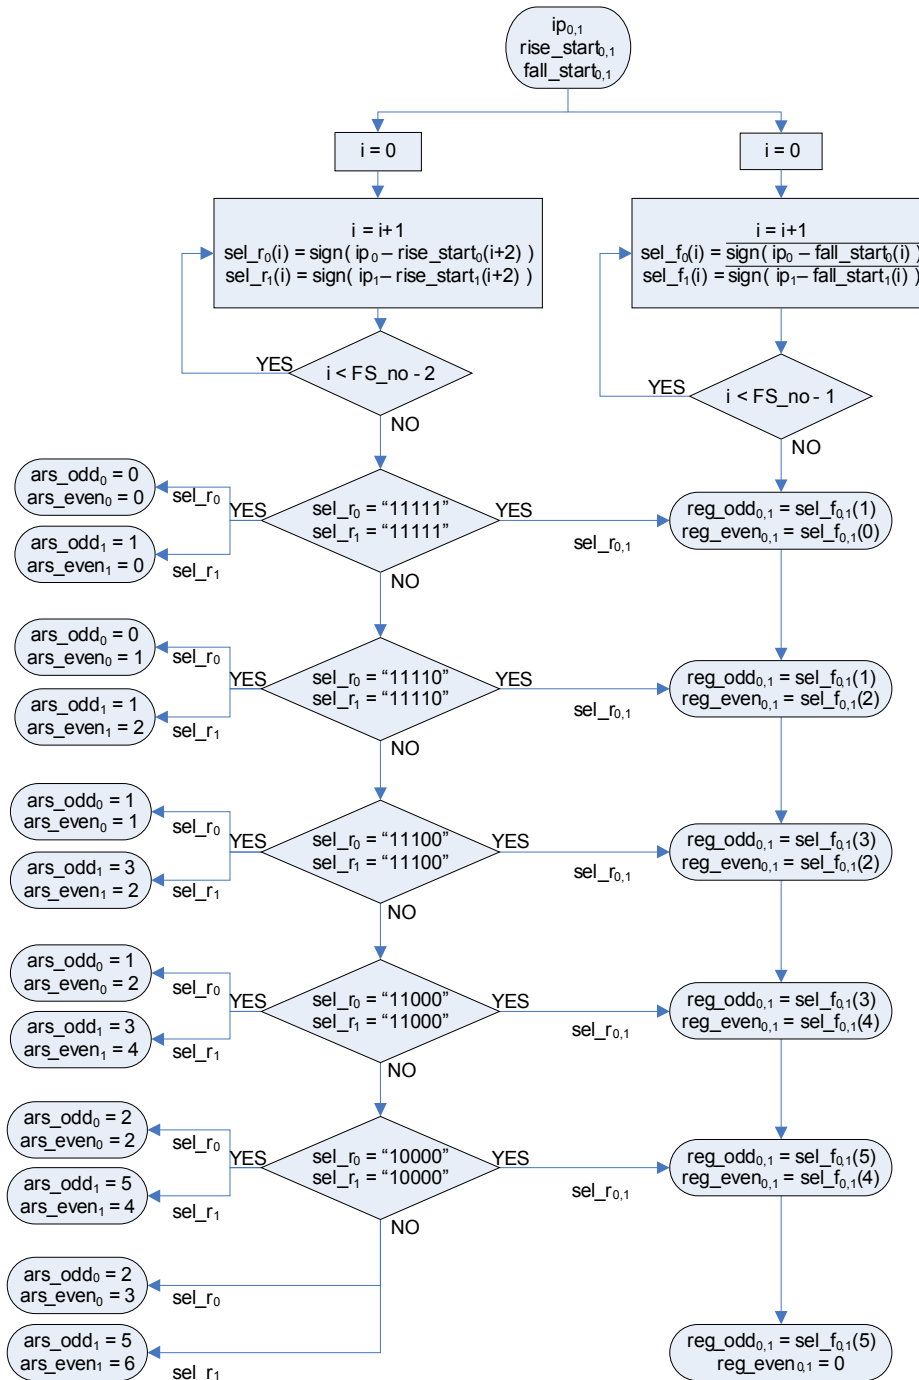 ip₀,₁
rise_start₀,₁
fall_start₀,₁
i = 0
i = 0
i = i+1
sel_r₀(i) = sign( ip₀ – rise_start₀(i+2) )
sel_r₁(i) = sign( ip₁– rise_start₁(i+2) )
i = i+1
sel_f₀(i) = sign( ip₀ – fall_start₀(i) )
sel_f₁(i) = sign( ip₁– fall_start₁(i) )
YES
i < FS_no - 2
NO
YES
i < FS_no - 1
NO
ars_odd₀ = 0
ars_even₀ = 0
sel_r₀
YES
ars_odd₁ = 1
ars_even₁ = 0
sel_r₁
sel_r₀ = “11111”
sel_r₁ = “11111”
YES
sel_r₀,₁
NO
reg_odd₀,₁ = sel_f₀,₁(1)
reg_even₀,₁ = sel_f₀,₁(0)
ars_odd₀ = 0
ars_even₀ = 1
sel_r₀
YES
ars_odd₁ = 1
ars_even₁ = 2
sel_r₁
sel_r₀ = “11110”
sel_r₁ = “11110”
YES
sel_r₀,₁
NO
reg_odd₀,₁ = sel_f₀,₁(1)
reg_even₀,₁ = sel_f₀,₁(2)
ars_odd₀ = 1
ars_even₀ = 1
sel_r₀
YES
ars_odd₁ = 3
ars_even₁ = 2
sel_r₁
sel_r₀ = “11100”
sel_r₁ = “11100”
YES
sel_r₀,₁
NO
reg_odd₀,₁ = sel_f₀,₁(3)
reg_even₀,₁ = sel_f₀,₁(2)
ars_odd₀ = 1
ars_even₀ = 2
sel_r₀
YES
ars_odd₁ = 3
ars_even₁ = 4
sel_r₁
sel_r₀ = “11000”
sel_r₁ = “11000”
YES
sel_r₀,₁
NO
reg_odd₀,₁ = sel_f₀,₁(3)
reg_even₀,₁ = sel_f₀,₁(4)
ars_odd₀ = 2
ars_even₀ = 2
sel_r₀
YES
ars_odd₁ = 5
ars_even₁ = 4
sel_r₁
sel_r₀ = “10000”
sel_r₁ = “10000”
YES
sel_r₀,₁
NO
reg_odd₀,₁ = sel_f₀,₁(5)
reg_even₀,₁ = sel_f₀,₁(4)
ars_odd₀ = 2
ars_even₀ = 3
sel_r₀
ars_odd₁ = 5
ars_even₁ = 6
sel_r₁
reg_odd₀,₁ = sel_f₀,₁(5)
reg_even₀,₁ = 0